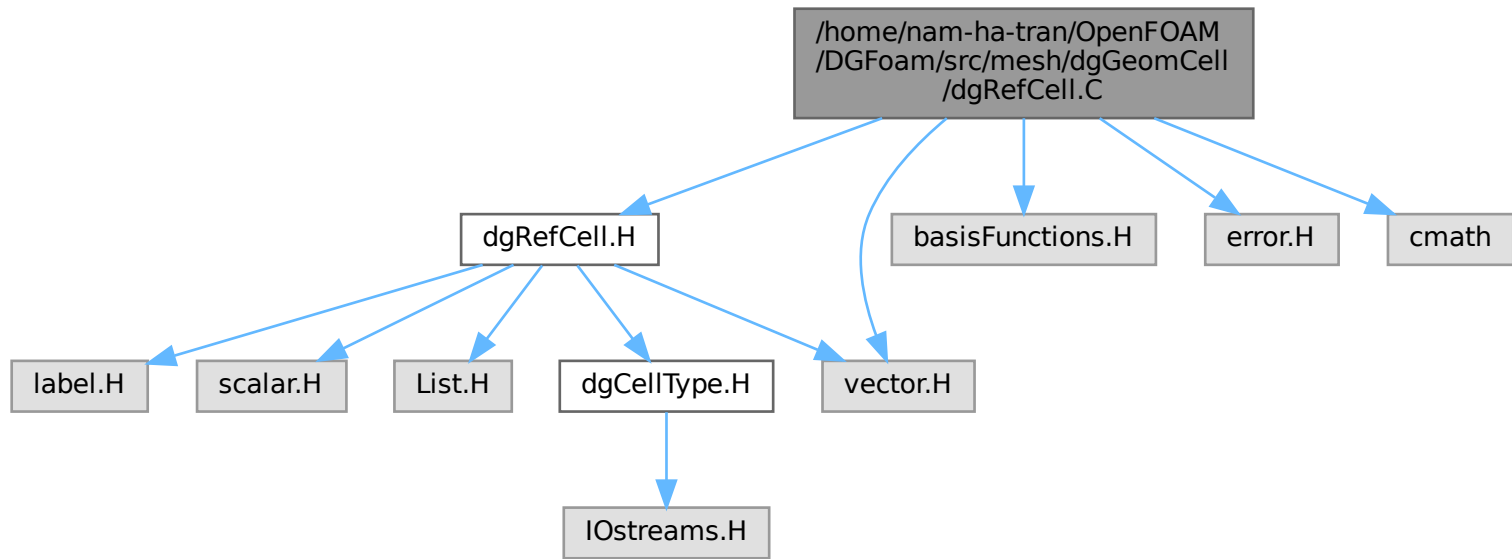 /home/nam-ha-tran/OpenFOAM
/DGFoam/src/mesh/dgGeomCell
/dgRefCell.C
dgRefCell.H
basisFunctions.H
error.H
cmath
label.H
scalar.H
List.H
dgCellType.H
vector.H
IOstreams.H